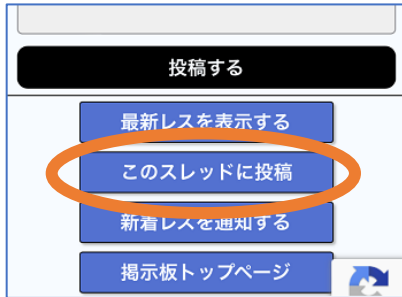 投稿する
最新レスを表示する
このスレッドに投稿
新着レスを通知する
掲示板トップページ